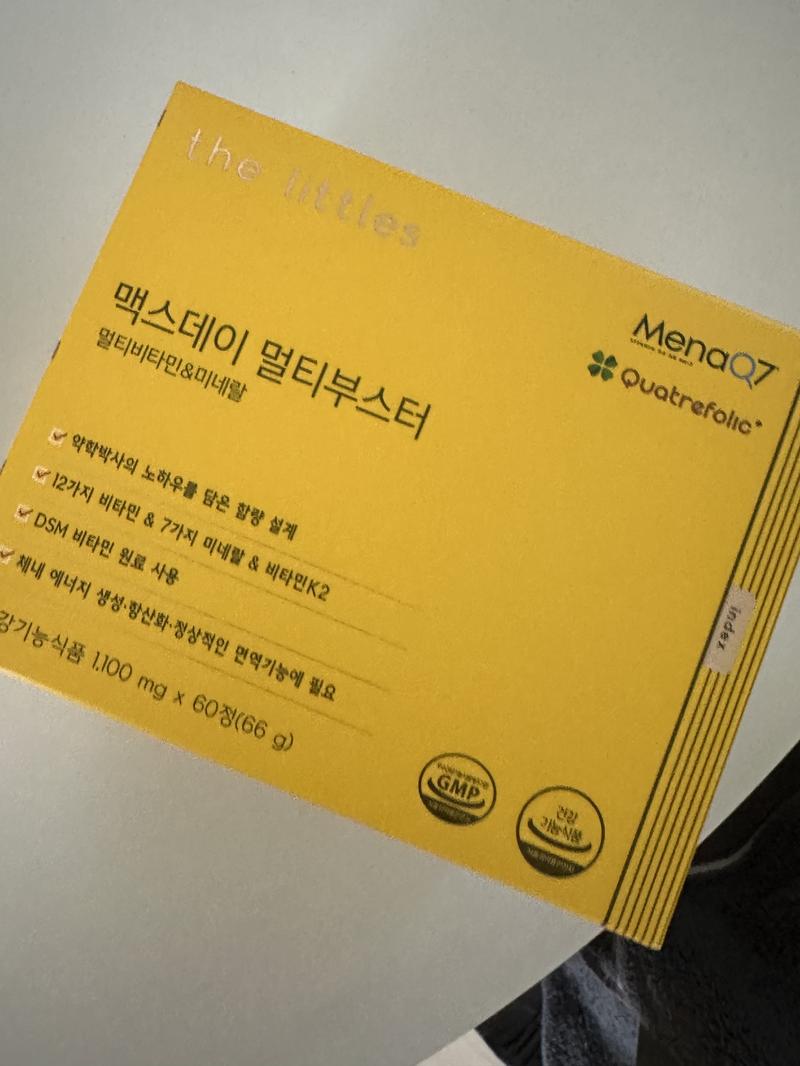 the littles
맥스데이 멀티부스터
멀티비타민&미네랄
MenaQ7
Quatrefolic®
약학박사의 노하우를 담은 함량 설계
12가지 비타민 & 7가지 미네랄 & 비타민K2
DSM 비타민 원료 사용
체내 에너지 생성·항산화·정상적인 면역기능에 필요
강기능식품 1,100 mg x 60정(66 g)
index
GMP
건강
기능식품